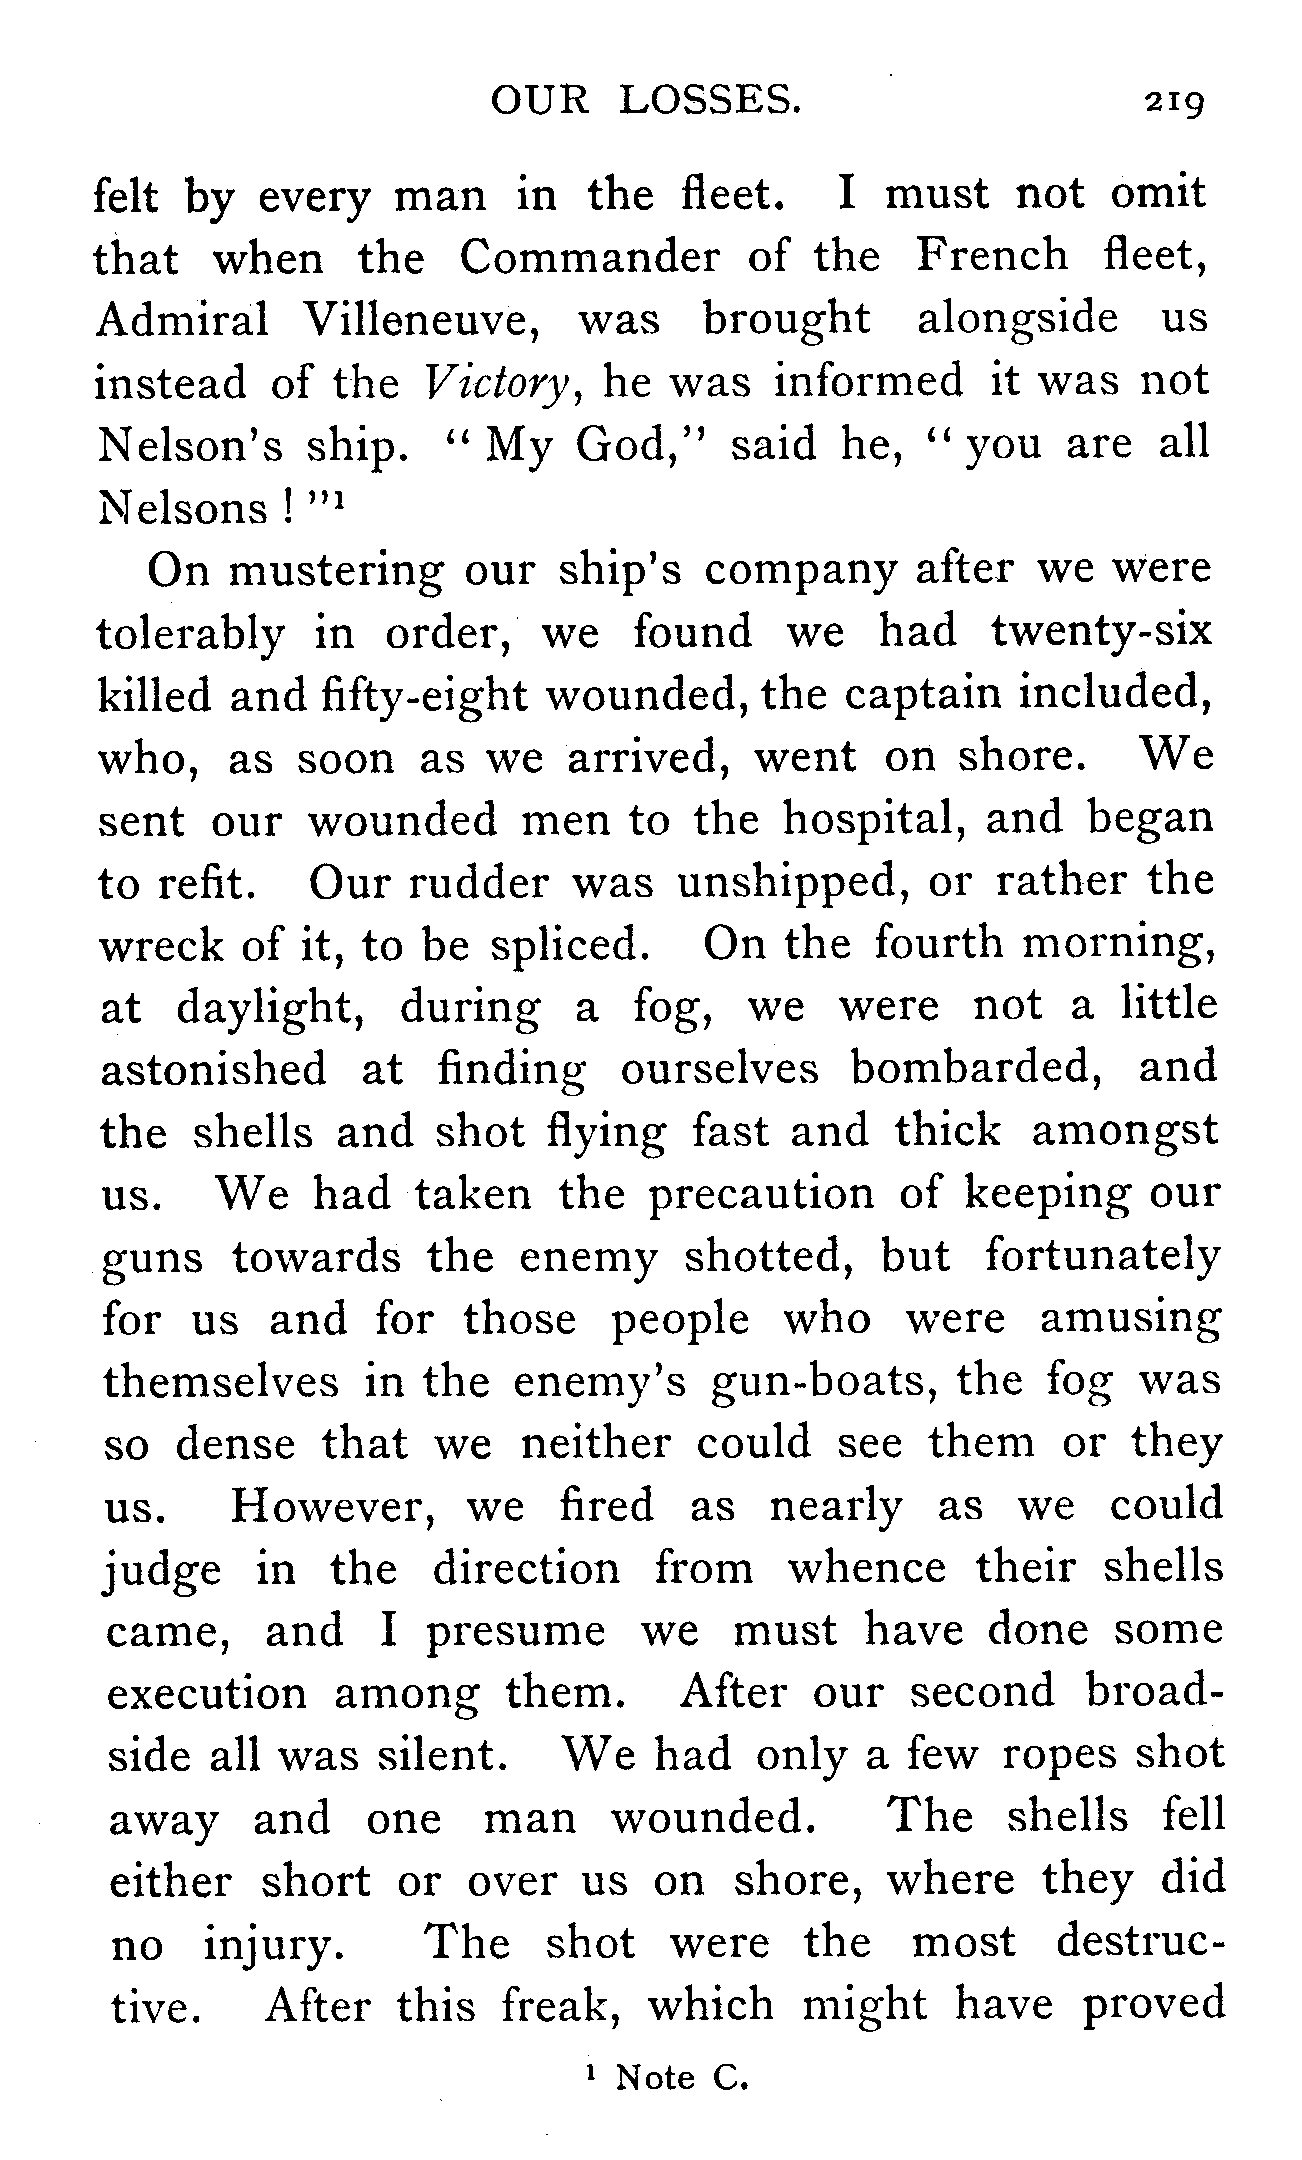 OUR LOSSES. 219
felt by every man in the fleet. I must not omit
that when the Commander of the French fleet,
Admiral Villeneuve, was brought alongside us
instead of the Victory, he was informed it was not
Nelson's ship. “ My God,” said he, “ you are all
Nelsons ! ”¹
On mustering our ship's company after we were
tolerably in order, we found we had twenty-six
killed and fifty-eight wounded, the captain included,
who, as soon as we arrived, went on shore. We
sent our wounded men to the hospital, and began
to refit. Our rudder was unshipped, or rather the
wreck of it, to be spliced. On the fourth morning,
at daylight, during a fog, we were not a little
astonished at finding ourselves bombarded, and
the shells and shot flying fast and thick amongst
us. We had taken the precaution of keeping our
guns towards the enemy shotted, but fortunately
for us and for those people who were amusing
themselves in the enemy's gun-boats, the fog was
so dense that we neither could see them or they
us. However, we fired as nearly as we could
judge in the direction from whence their shells
came, and I presume we must have done some
execution among them. After our second broad-
side all was silent. We had only a few ropes shot
away and one man wounded. The shells fell
either short or over us on shore, where they did
no injury. The shot were the most destruc-
tive. After this freak, which might have proved
¹ Note C.